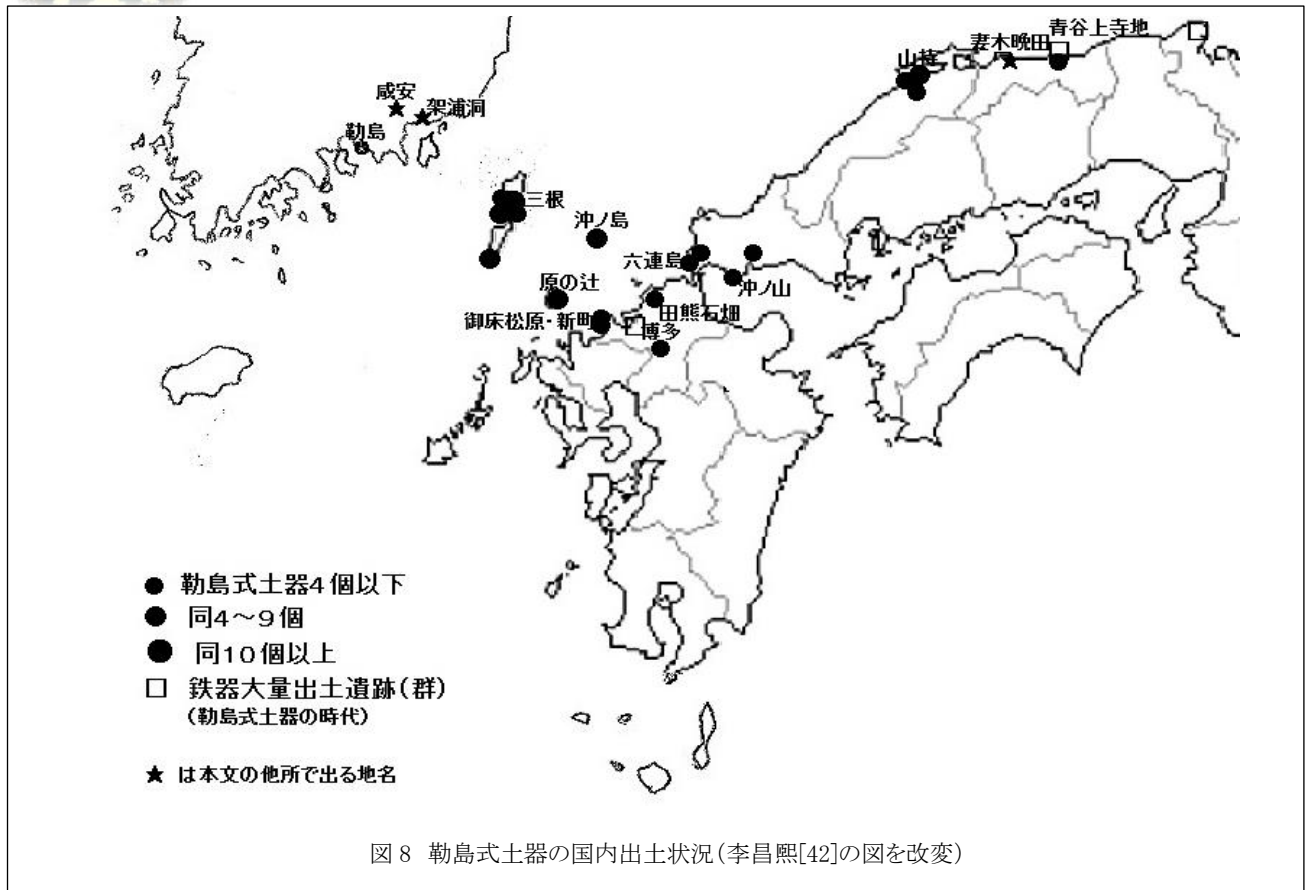 青谷上寺地
妻木晩田
山持
咸安
架浦洞
勒島
三根
沖ノ島
六連島
沖ノ山
原の辻
田熊石畑
御床松原・新町
博多
● 勒島式土器4個以下
● 同4～9個
● 同10個以上
□ 鉄器大量出土遺跡(群)
(勒島式土器の時代)
★ は本文の他所で出る地名
図 8 勒島式土器の国内出土状況(李昌熙[42]の図を改変)